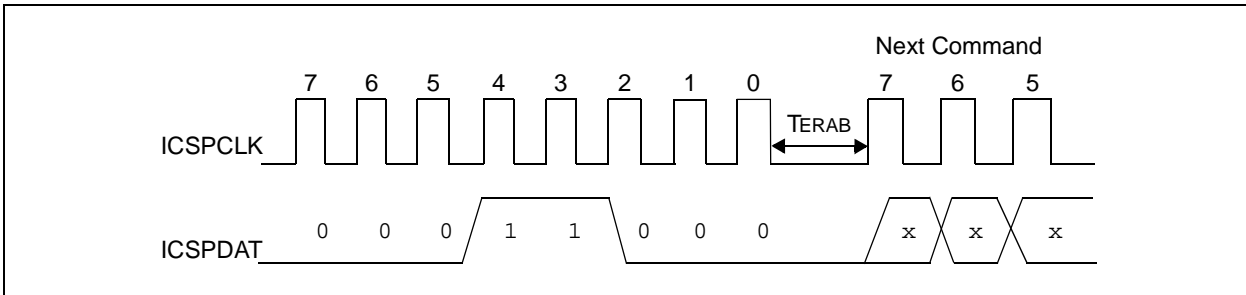 Next Command
7 6 5 4 3 2 1 0 7 6 5
TERAB
ICSPCLK
0 0 0 1 1 0 0 0 x x x
ICSPDAT